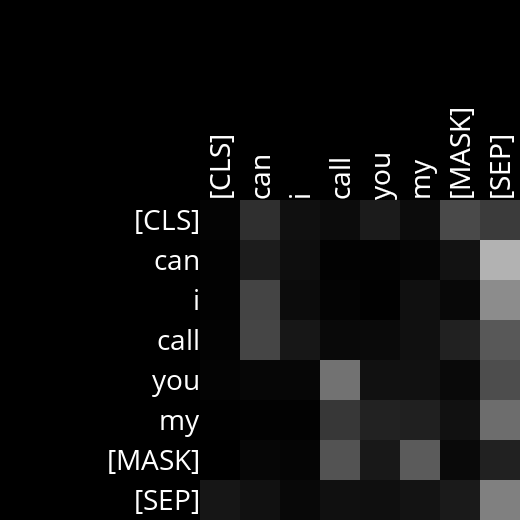 [CLS] can i call you my [MASK] [SEP]
[CLS]
can
i
call
you
my
[MASK]
[SEP]